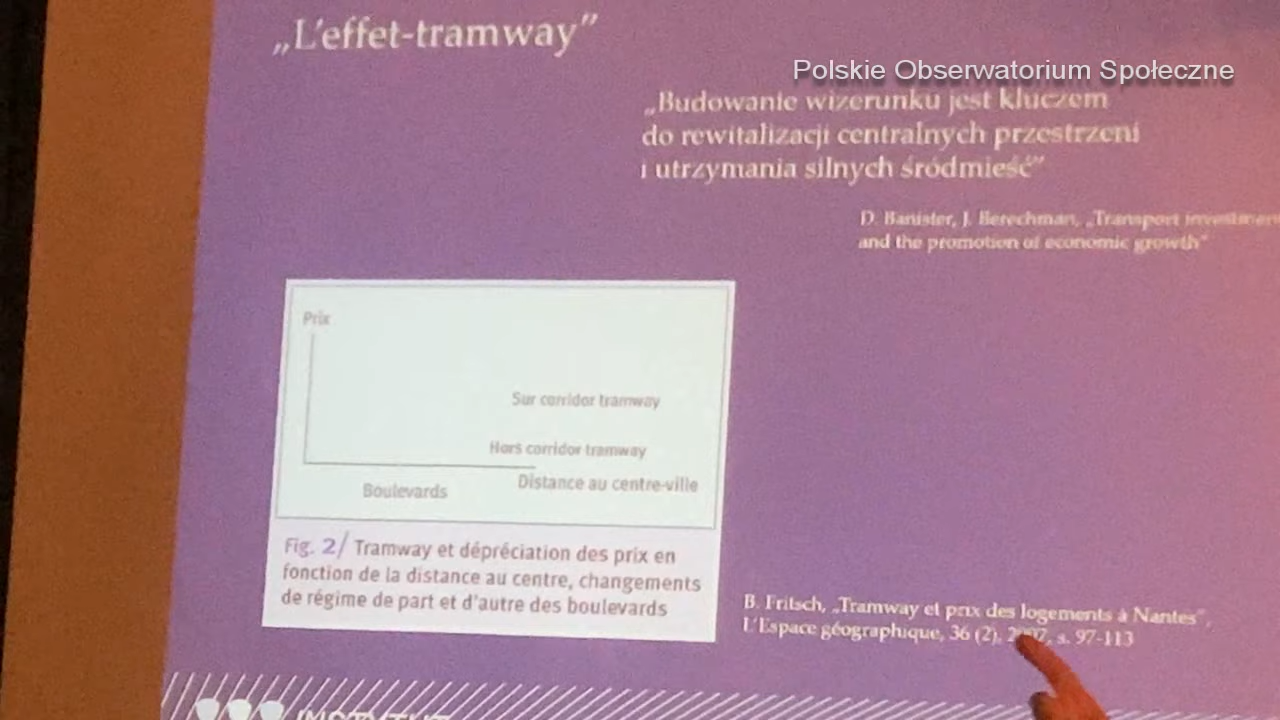 „L'effet-tramway”
Polskie Obserwatorium Społeczne
„Budowanie wizerunku jest kluczem
do rewitalizacji centralnych przestrzeni
i utrzymania silnych śródmieść”
D. Banister, J. Berechman, „Transport
and the promotion of economic growth”
Prix
Sur corridor tramway
Hors corridor tramway
Distance au centre-ville
Boulevards
Fig. 2/ Tramway et dépréciation des prix en
fonction de la distance au centre, changements
de régime de part et d'autre des boulevards
B. Fritsch, „Tramway et prix des logements à Nantes”,
L'Espace géographique, 36 (2), 2007, s. 97-113